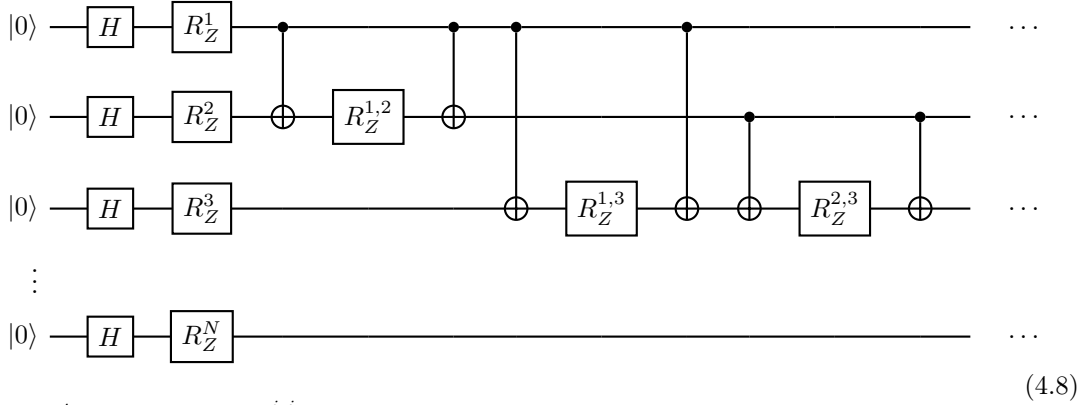 |0⟩ H R_Z^1 ...
|0⟩ H R_Z^2 R_Z^{1,2} ...
|0⟩ H R_Z^3 R_Z^{1,3} R_Z^{2,3} ...
⋮
|0⟩ H R_Z^N ...
(4.8)